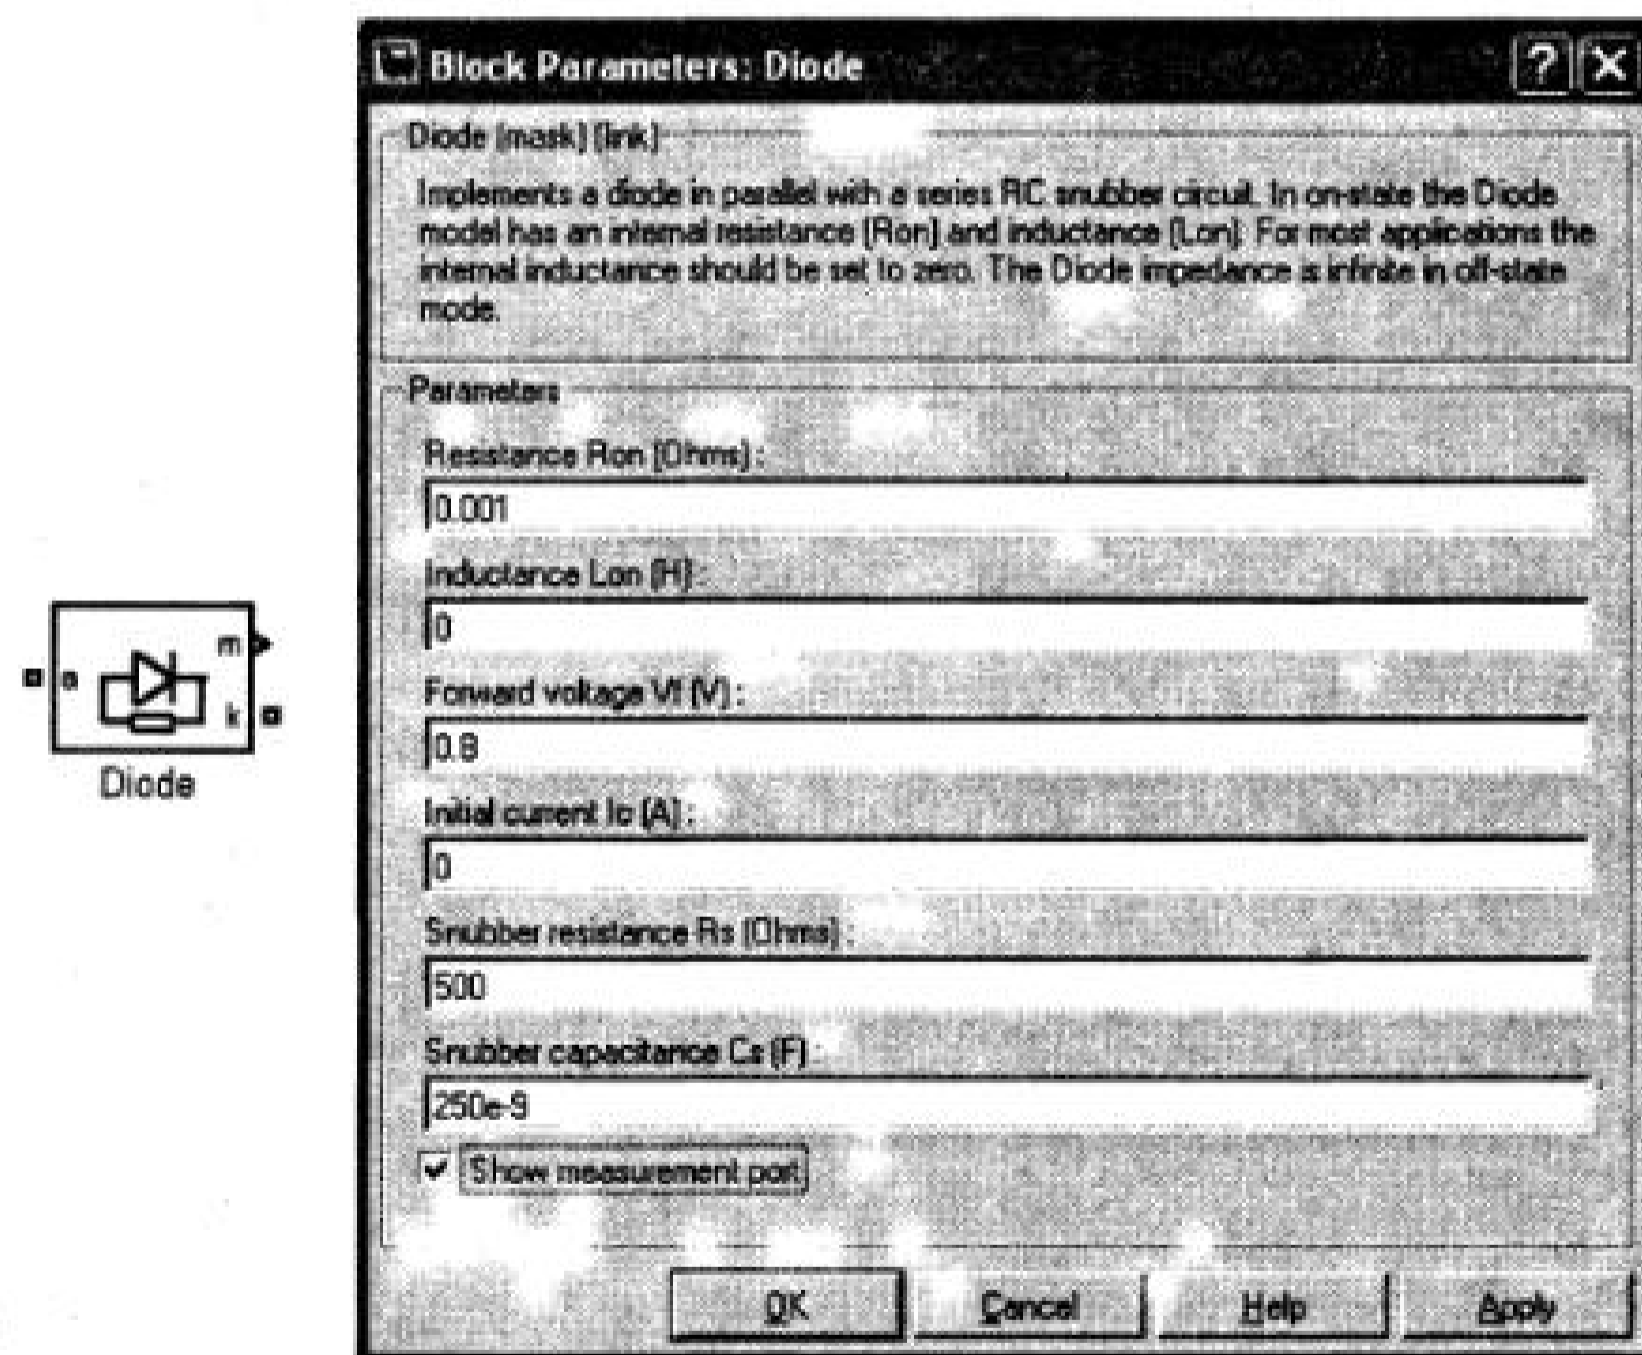 Block Parameters: Diode
? X
Diode (mask) (link)
Implements a diode in parallel with a series RC snubber circuit. In on-state the Diode
model has an internal resistance (Ron) and inductance (Lon). For most applications the
internal inductance should be set to zero. The Diode impedance is infinite in off-state
mode.
Parameters
Resistance Ron (Ohms) :
0.001
Inductance Lon (H) :
0
Forward voltage Vf (V) :
0.8
Initial current Ic (A) :
0
Snubber resistance Rs (Ohms) :
500
Snubber capacitance Cs (F) :
250e-9
Show measurement port
OK Cancel Help Apply
a
m
k
Diode